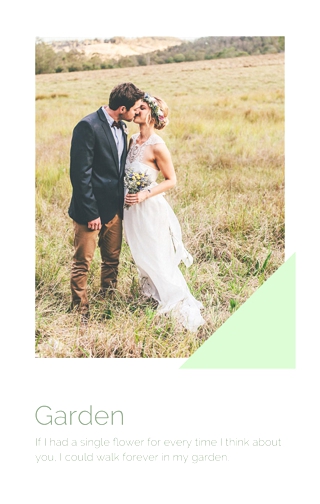 Garden
If I had a single flower for every time I think about
you, I could walk forever in my garden.